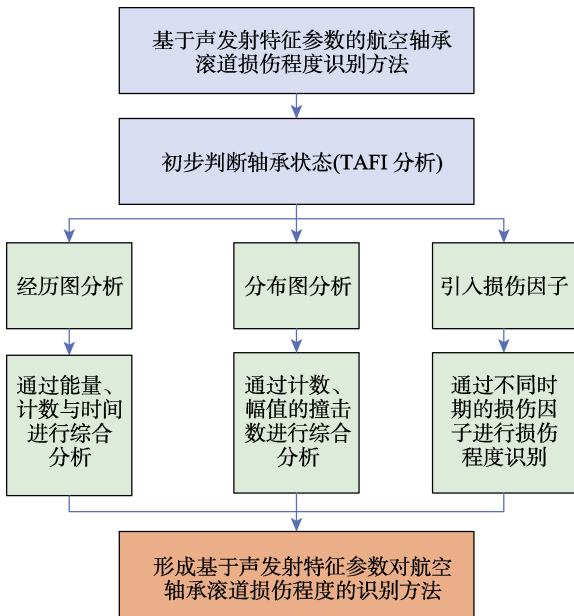 基于声发射特征参数的航空轴承
滚道损伤程度识别方法
初步判断轴承状态(TAFI 分析)
经历图分析
分布图分析
引入损伤因子
通过能量、
计数与时间
进行综合
分析
通过计数、
幅值的撞击
数进行综合
分析
通过不同时
期的损伤因
子进行损伤
程度识别
形成基于声发射特征参数对航空
轴承滚道损伤程度的识别方法